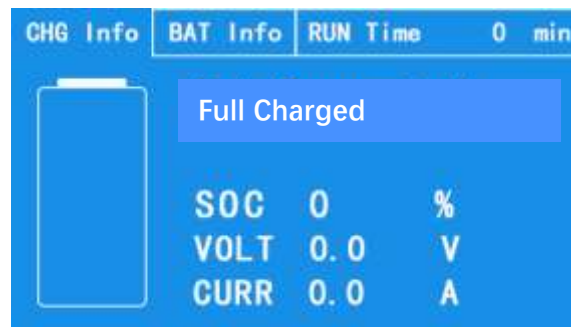 CHG Info BAT Info RUN Time 0 min
Full Charged
SOC 0 %
VOLT 0.0 V
CURR 0.0 A